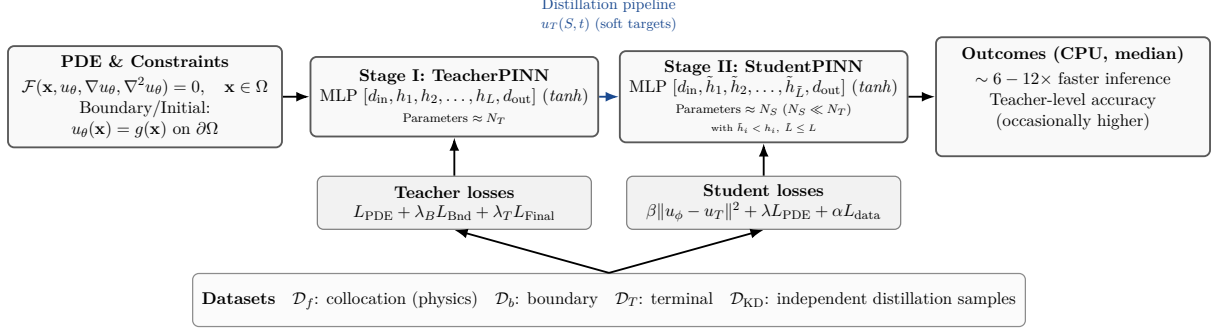 Distillation pipeline
u_T(S, t) (soft targets)
PDE & Constraints
F(x, u_θ, ∇u_θ, ∇²u_θ) = 0, x ∈ Ω
Boundary/Initial:
u_θ(x) = g(x) on ∂Ω
Stage I: TeacherPINN
MLP [d_in, h_1, h_2, …, h_L, d_out] (tanh)
Parameters ≈ N_T
Stage II: StudentPINN
MLP [d_in, h̃_1, h̃_2, …, h̃_L̃, d_out] (tanh)
Parameters ≈ N_S (N_S ≪ N_T)
with h̃_i < h_i, L̃ ≤ L
Outcomes (CPU, median)
∼ 6 − 12× faster inference
Teacher-level accuracy
(occasionally higher)
Teacher losses
L_PDE + λ_B L_Bnd + λ_T L_Final
Student losses
β‖u_ϕ − u_T‖² + λL_PDE + αL_data
Datasets D_f: collocation (physics) D_b: boundary D_T: terminal D_KD: independent distillation samples